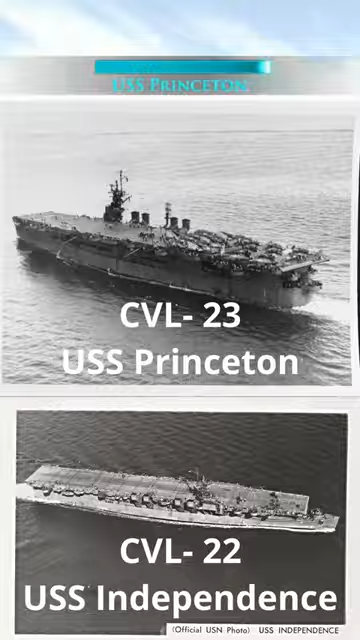 USS PRINCETON
CVL- 23
USS Princeton
CVL- 22
USS Independence
(Official USN Photo) USS INDEPENDENCE